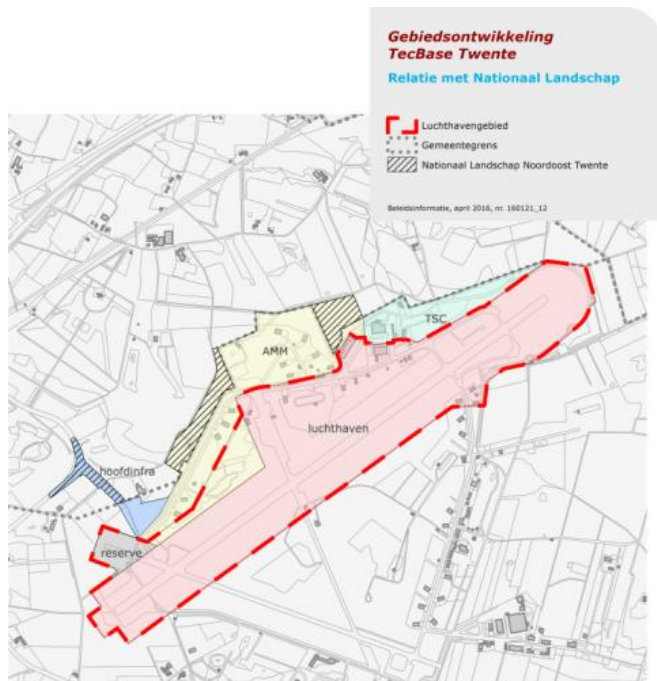 Gebiedsontwikkeling
TecBase Twente
Relatie met Nationaal Landschap
Luchthavengebied
Gemeentegrens
Nationaal Landschap Noordoost Twente
Beleidsinformatie, april 2016, nr. 160121_12
TSC
AMM
luchthaven
hoofdinfra
reserve